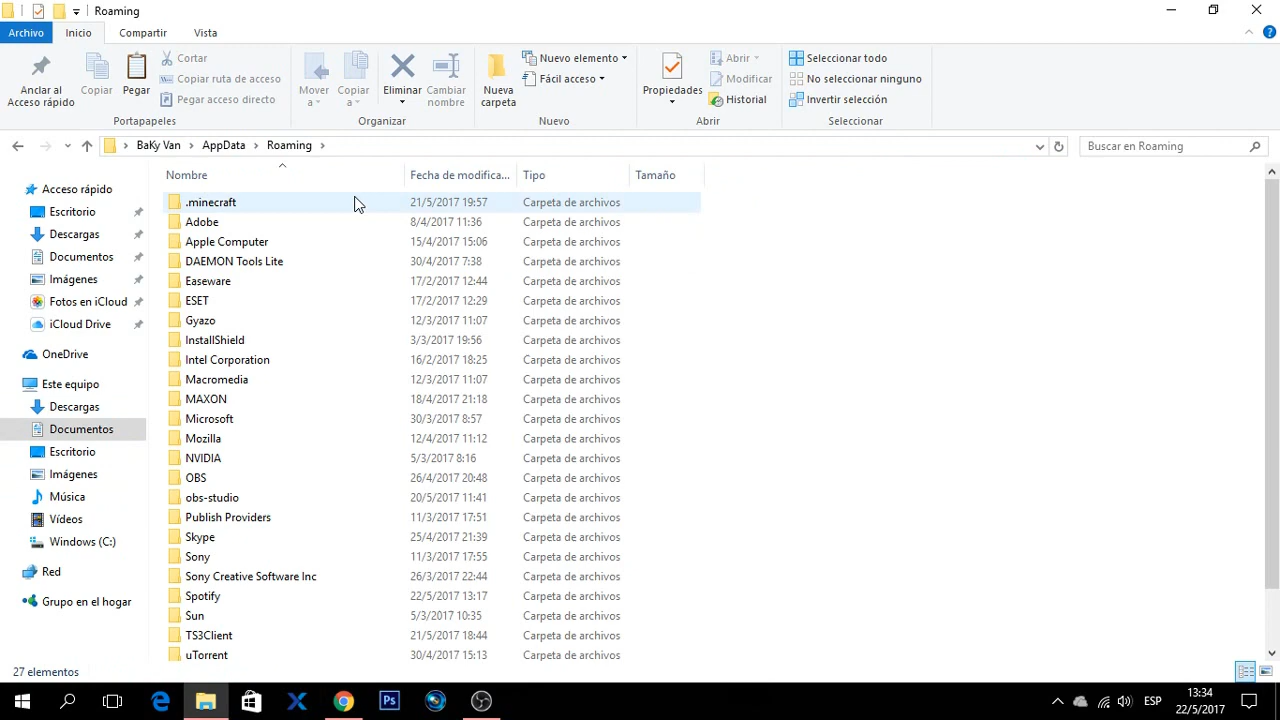 Roaming
Archivo Inicio Compartir Vista
Anclar al Acceso rápido
Copiar
Pegar
Cortar
Copiar ruta de acceso
Pegar acceso directo
Portapapeles
Mover a
Copiar a
Eliminar
Cambiar nombre
Organizar
Nueva carpeta
Nuevo elemento
Fácil acceso
Nuevo
Propiedades
Abrir
Modificar
Historial
Abrir
Seleccionar todo
No seleccionar ninguno
Invertir selección
Seleccionar
BaKy Van > AppData > Roaming >
Buscar en Roaming
Acceso rápido
Escritorio
Descargas
Documentos
Imágenes
Fotos en iCloud
iCloud Drive
OneDrive
Este equipo
Descargas
Documentos
Escritorio
Imágenes
Música
Vídeos
Windows (C:)
Red
Grupo en el hogar
Nombre Fecha de modifica... Tipo Tamaño
.minecraft 21/5/2017 19:57 Carpeta de archivos
Adobe 8/4/2017 11:36 Carpeta de archivos
Apple Computer 15/4/2017 15:06 Carpeta de archivos
DAEMON Tools Lite 30/4/2017 7:38 Carpeta de archivos
Easeware 17/2/2017 12:44 Carpeta de archivos
ESET 17/2/2017 12:29 Carpeta de archivos
Gyazo 12/3/2017 11:07 Carpeta de archivos
InstallShield 3/3/2017 19:56 Carpeta de archivos
Intel Corporation 16/2/2017 18:25 Carpeta de archivos
Macromedia 12/3/2017 11:07 Carpeta de archivos
MAXON 18/4/2017 21:18 Carpeta de archivos
Microsoft 30/3/2017 8:57 Carpeta de archivos
Mozilla 12/4/2017 11:12 Carpeta de archivos
NVIDIA 5/3/2017 8:16 Carpeta de archivos
OBS 26/4/2017 20:48 Carpeta de archivos
obs-studio 20/5/2017 11:41 Carpeta de archivos
Publish Providers 11/3/2017 17:51 Carpeta de archivos
Skype 25/4/2017 21:39 Carpeta de archivos
Sony 11/3/2017 17:55 Carpeta de archivos
Sony Creative Software Inc 26/3/2017 22:44 Carpeta de archivos
Spotify 22/5/2017 13:17 Carpeta de archivos
Sun 5/3/2017 10:35 Carpeta de archivos
TS3Client 21/5/2017 18:44 Carpeta de archivos
uTorrent 30/4/2017 15:13 Carpeta de archivos
27 elementos
Ps
ESP
13:34
22/5/2017